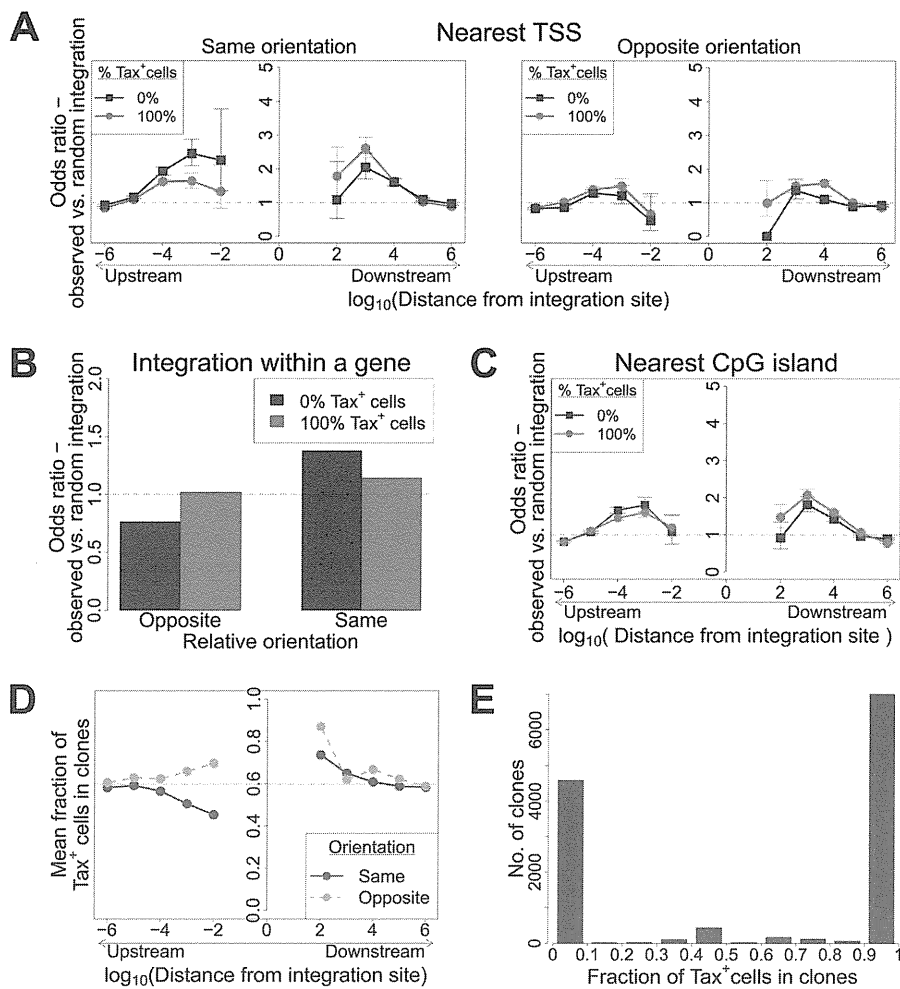 A
Nearest TSS
Same orientation
Opposite orientation
Odds ratio –
observed vs. random integration
% Tax+cells
0%
100%
5
4
3
2
1
0
% Tax+cells
0%
100%
5
4
3
2
1
0
−6 −4 −2 0 2 4 6
−6 −4 −2 0 2 4 6
Upstream Downstream
Upstream Downstream
log10(Distance from integration site)
B
Integration within a gene
Odds ratio –
observed vs. random integration
2.0
1.5
1.0
0.5
0.0
0% Tax+ cells
100% Tax+ cells
Opposite Same
Relative orientation
C
Nearest CpG island
Odds ratio –
observed vs. random integration
% Tax+cells
0%
100%
5
4
3
2
1
0
−6 −4 −2 0 2 4 6
Upstream Downstream
log10( Distance from integration site )
D
Mean fraction of
Tax+ cells in clones
1.0
0.8
0.6
0.4
0.2
0.0
Orientation
Same
Opposite
−6 −4 −2 0 2 4 6
Upstream Downstream
log10(Distance from integration site)
E
No. of clones
6000
4000
2000
0
0 0.1 0.2 0.3 0.4 0.5 0.6 0.7 0.8 0.9 1
Fraction of Tax+cells in clones